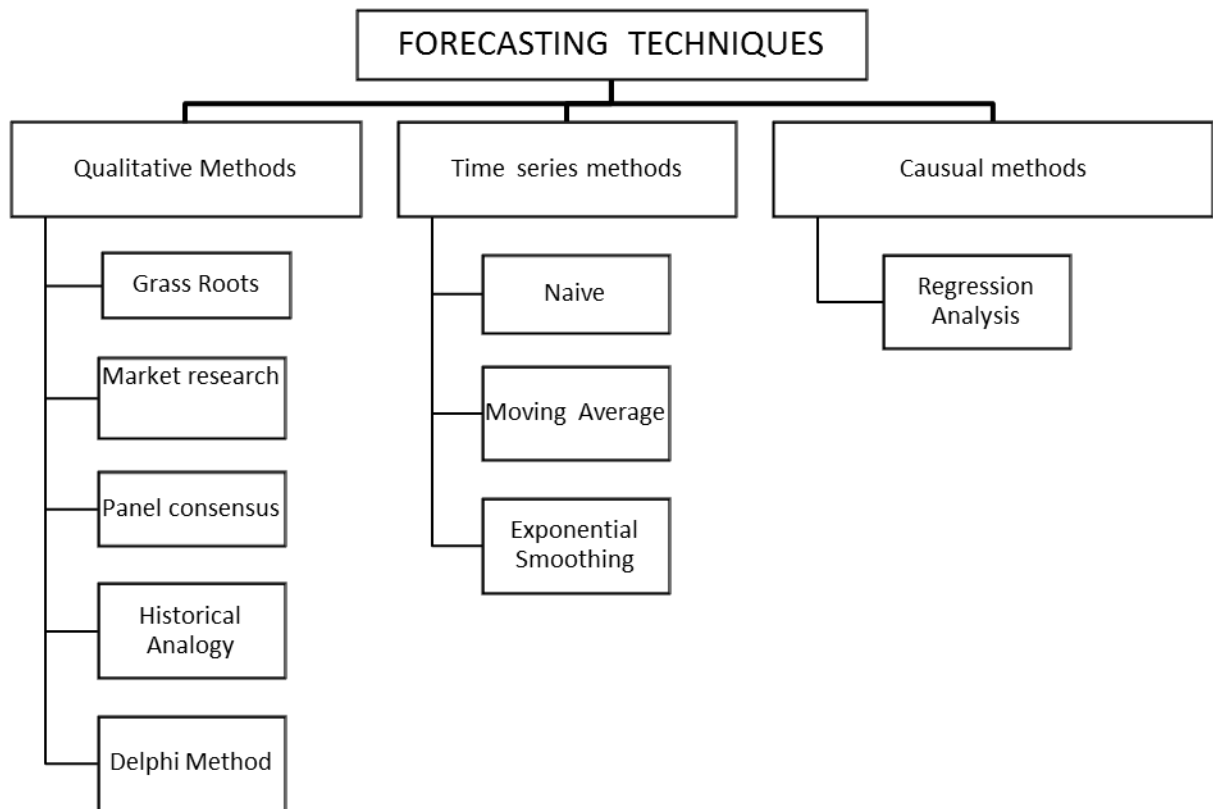 FORECASTING TECHNIQUES
Qualitative Methods
Time series methods
Causual methods
Grass Roots
Market research
Panel consensus
Historical
Analogy
Delphi Method
Naive
Moving Average
Exponential
Smoothing
Regression
Analysis